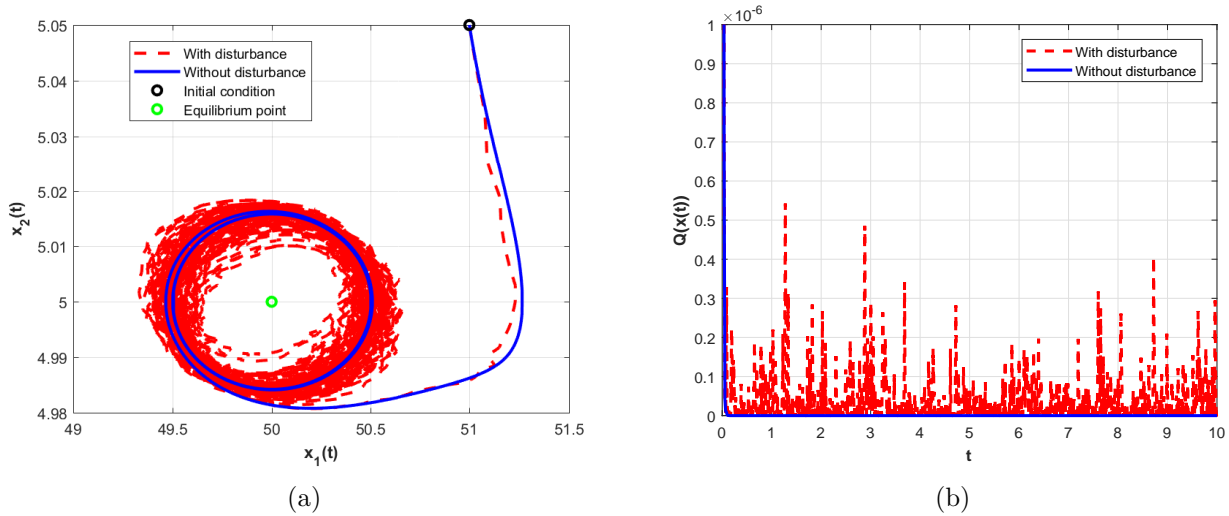 5.05
5.04
5.03
5.02
5.01
5
4.99
4.98
x2(t)
With disturbance
Without disturbance
Initial condition
Equilibrium point
49 49.5 50 50.5 51 51.5
x1(t)
(a)
×10-6
1
0.9
0.8
0.7
0.6
0.5
0.4
0.3
0.2
0.1
0
Q(x(t))
With disturbance
Without disturbance
0 1 2 3 4 5 6 7 8 9 10
t
(b)